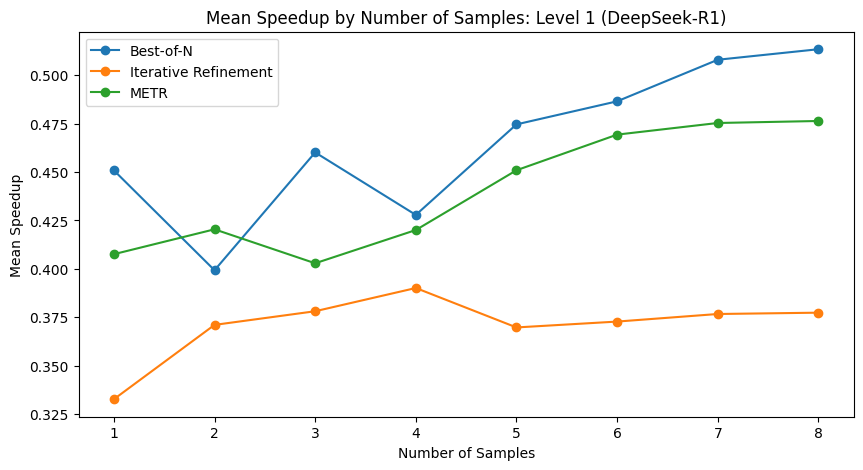 Mean Speedup by Number of Samples: Level 1 (DeepSeek-R1)
Best-of-N
Iterative Refinement
METR
Mean Speedup
0.500
0.475
0.450
0.425
0.400
0.375
0.350
0.325
1 2 3 4 5 6 7 8
Number of Samples